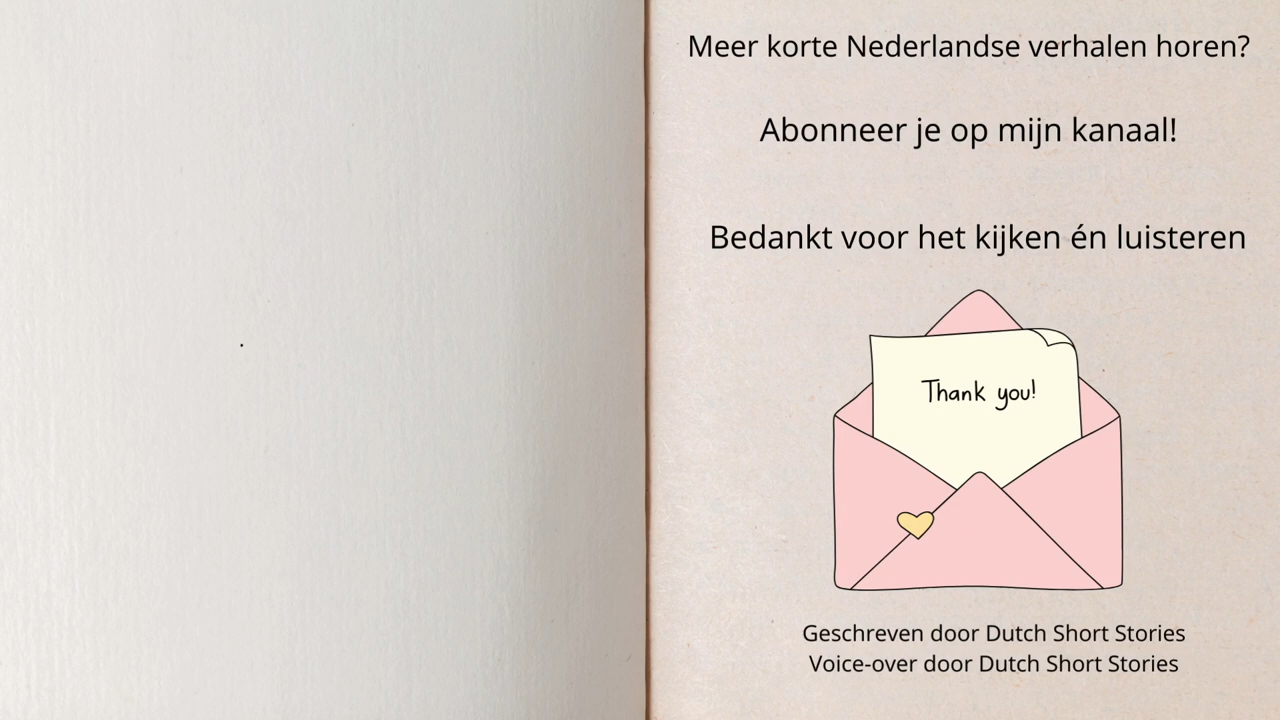 Meer korte Nederlandse verhalen horen?
Abonneer je op mijn kanaal!
Bedankt voor het kijken én luisteren
Thank you!
Geschreven door Dutch Short Stories
Voice-over door Dutch Short Stories